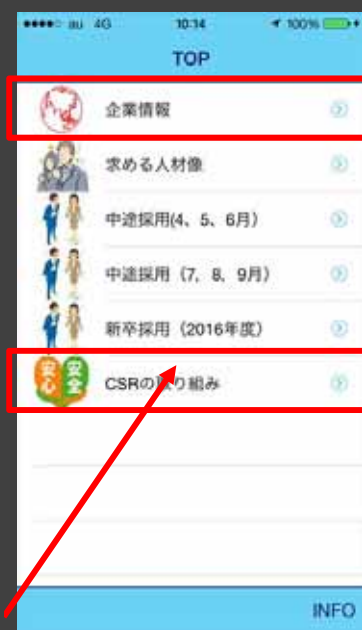 au 4G 10:14 100%
TOP
企業情報
求める人材像
中途採用(4、5、6月)
中途採用（7、8、9月）
新卒採用（2016年度）
安心 安全 CSRの取り組み
INFO